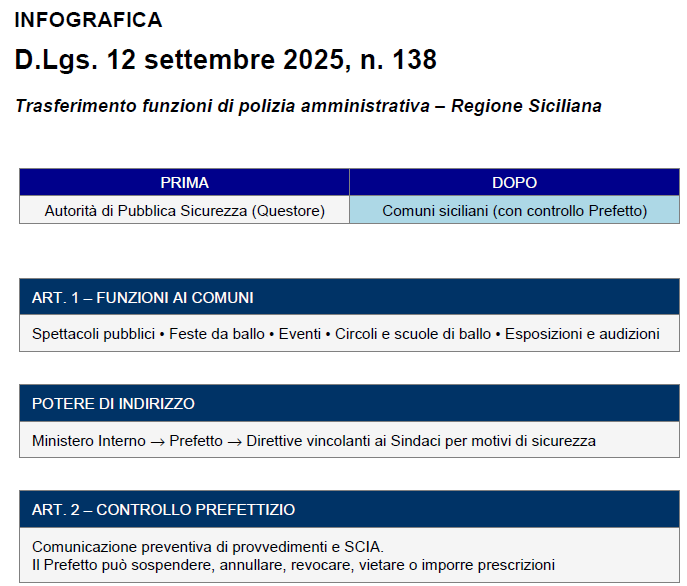 INFOGRAFICA
D.Lgs. 12 settembre 2025, n. 138
Trasferimento funzioni di polizia amministrativa – Regione Siciliana
PRIMA
DOPO
Autorità di Pubblica Sicurezza (Questore)
Comuni siciliani (con controllo Prefetto)
ART. 1 – FUNZIONI AI COMUNI
Spettacoli pubblici • Feste da ballo • Eventi • Circoli e scuole di ballo • Esposizioni e audizioni
POTERE DI INDIRIZZO
Ministero Interno → Prefetto → Direttive vincolanti ai Sindaci per motivi di sicurezza
ART. 2 – CONTROLLO PREFETTIZIO
Comunicazione preventiva di provvedimenti e SCIA.
Il Prefetto può sospendere, annullare, revocare, vietare o imporre prescrizioni